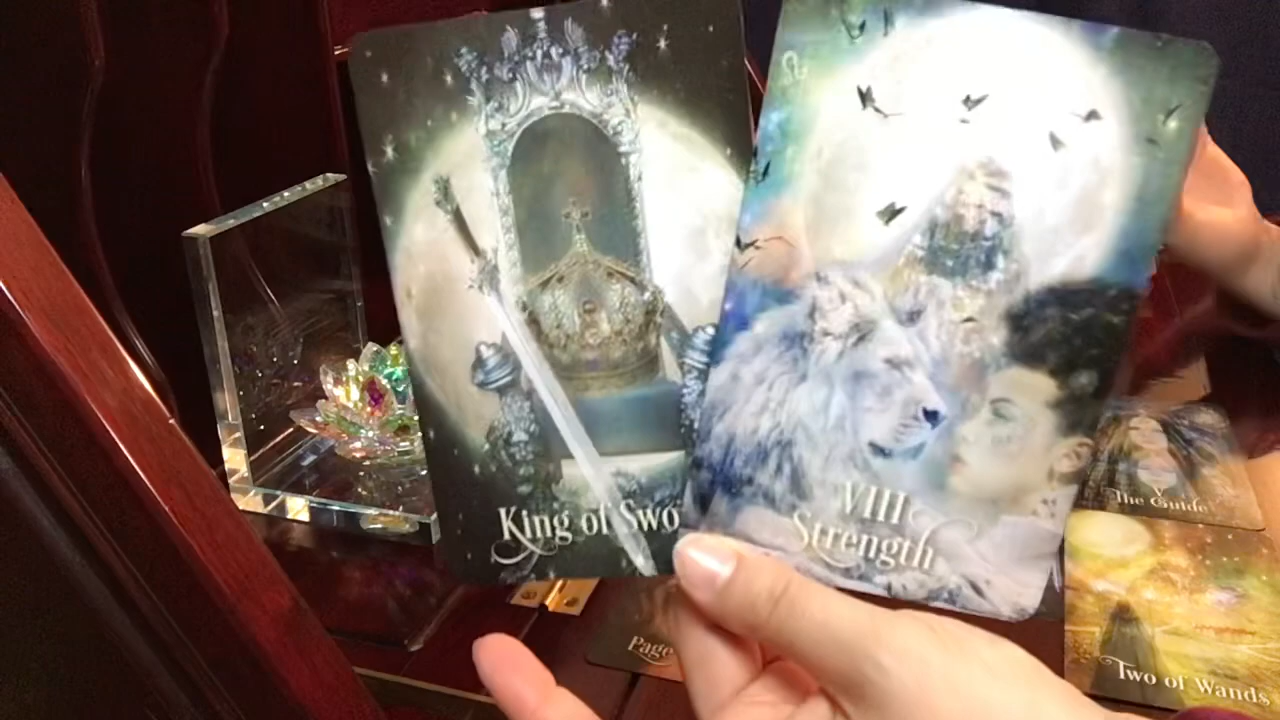 King of Swo
VIII
Strength
The Guide
Two of Wands
Page